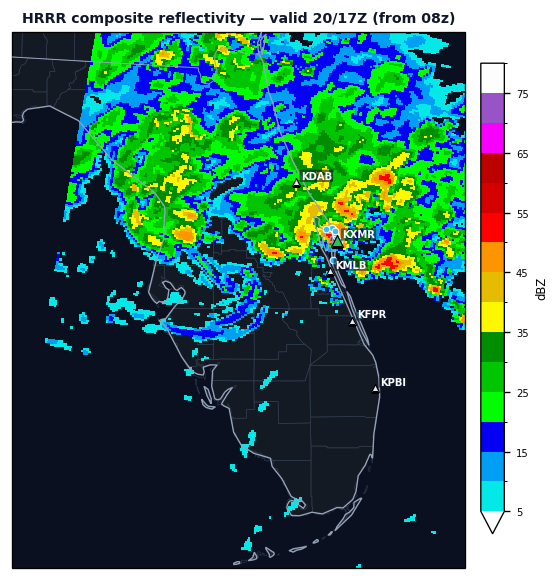 HRRR composite reflectivity — valid 20/17Z (from 08z)
KDAB
KXMR
KMLB
KFPR
KPBI
75
65
55
45
35
25
15
5
dBZ